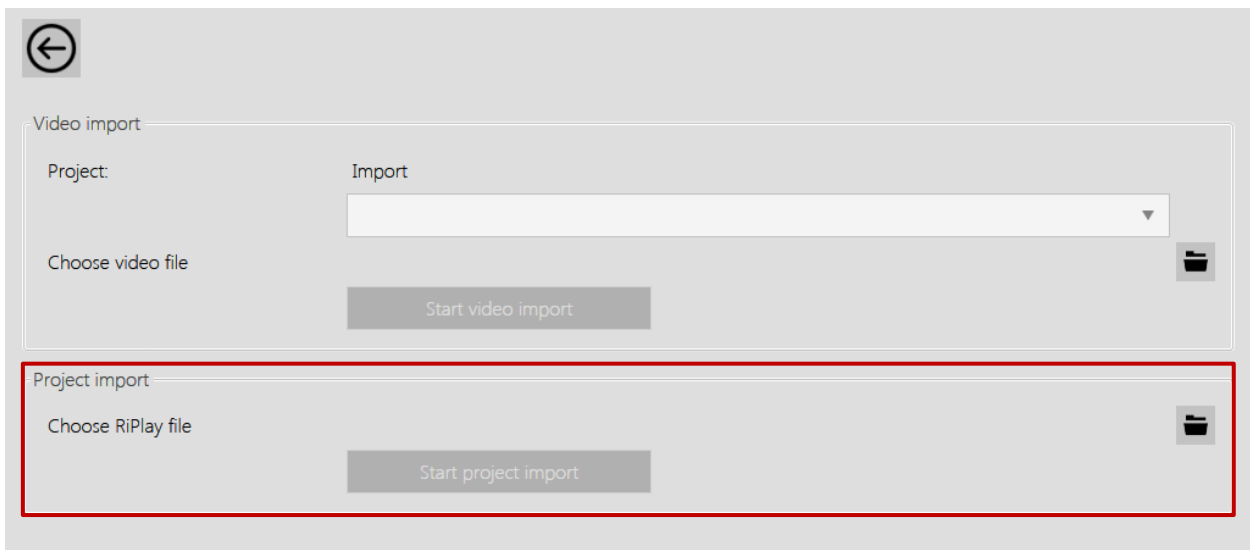 Video import
Project:
Import
Choose video file
Start video import
Project import
Choose RiPlay file
Start project import